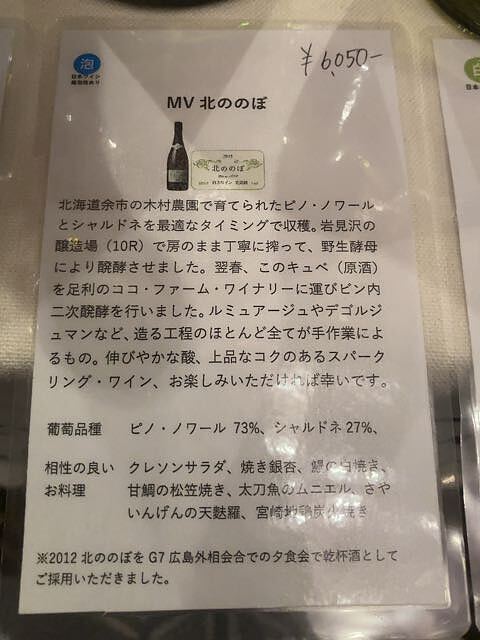 泡
日本ワイン
¥6,050-
MV 北ののぼ
北ののぼ
北海道余市の木村農園で育てられたピノ・ノワール
とシャルドネを最適なタイミングで収穫。岩見沢の
醸造場（10R）で房のまま丁寧に搾って、野生酵母
により醗酵させました。翌春、このキュベ（原酒）
を足利のココ・ファーム・ワイナリーに運びビン内
二次醗酵を行いました。ルミュアージュやデゴルジ
ュマンなど、造る工程のほとんど全てが手作業によ
るもの。伸びやかな酸、上品なコクのあるスパーク
リング・ワイン、お楽しみいただければ幸いです。
葡萄品種 ピノ・ノワール 73%、シャルドネ27%、
相性の良い クレソンサラダ、焼き銀杏、鰻の白焼き、
お料理 甘鯛の松笠焼き、太刀魚のムニエル、さや
いんげんの天麩羅、宮崎地鶏炭火焼き
※2012 北ののぼを G7 広島外相会合での夕食会で乾杯酒として
ご採用いただきました。